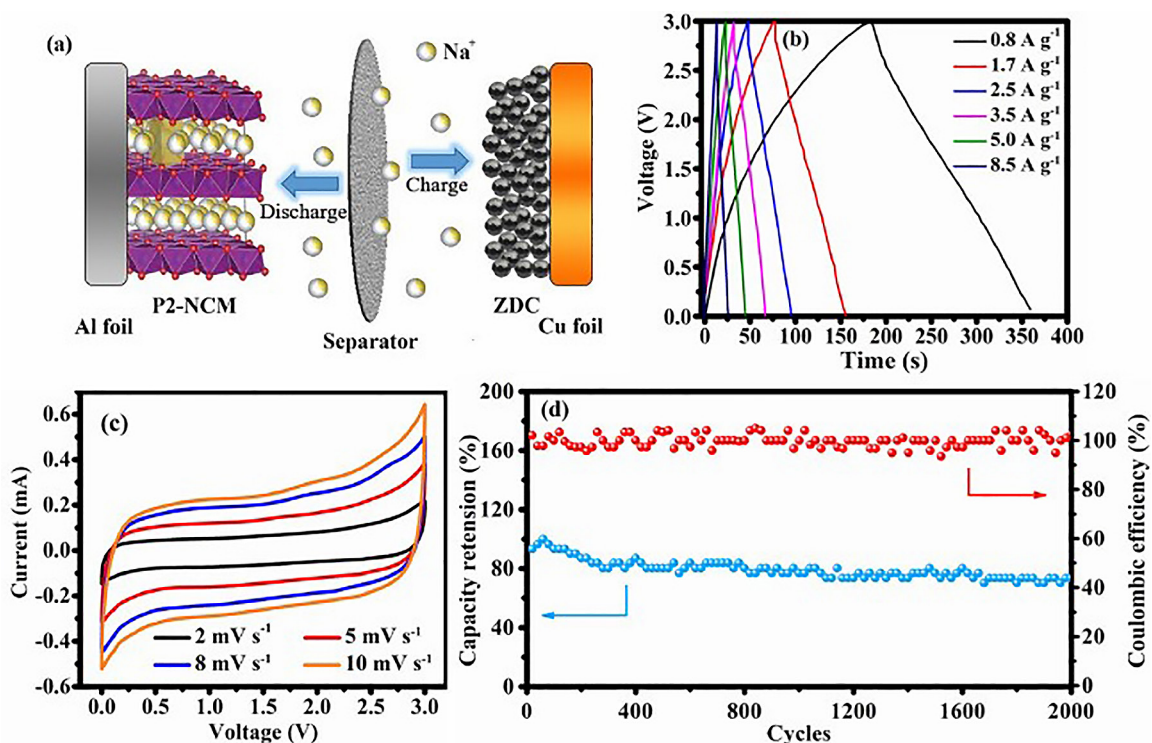 (a)
Na⁺
Charge
Discharge
P2-NCM
ZDC
Al foil
Separator
Cu foil
(b)
0.8 A g⁻¹
1.7 A g⁻¹
2.5 A g⁻¹
3.5 A g⁻¹
5.0 A g⁻¹
8.5 A g⁻¹
Voltage (V)
3.0
2.5
2.0
1.5
1.0
0.5
0.0
0 50 100 150 200 250 300 350 400
Time (s)
(c)
Current (mA)
0.6
0.4
0.2
0.0
-0.2
-0.4
-0.6
2 mV s⁻¹ 5 mV s⁻¹
8 mV s⁻¹ 10 mV s⁻¹
0.0 0.5 1.0 1.5 2.0 2.5 3.0
Voltage (V)
(d)
Capacity retension (%)
200
160
120
80
40
0
120
100
80
60
40
20
0
Coulombic efficiency (%)
0 400 800 1200 1600 2000
Cycles